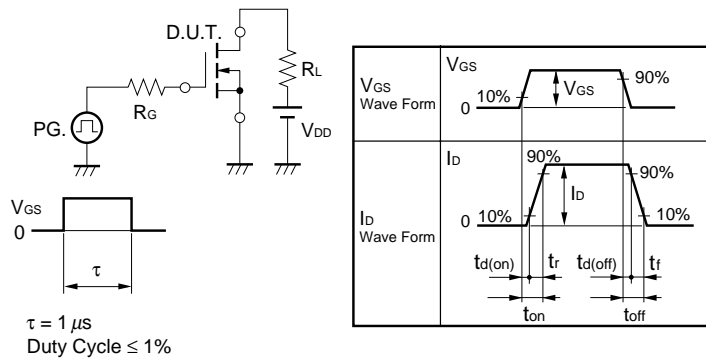 D.U.T.
RL
RG
PG.
VDD
VGS
0
τ
τ = 1 μs
Duty Cycle ≤ 1%
VGS
Wave Form
VGS
90%
VGS
10%
0
ID
Wave Form
ID
90%
90%
ID
0
10%
10%
td(on)
tr
td(off)
tf
ton
toff